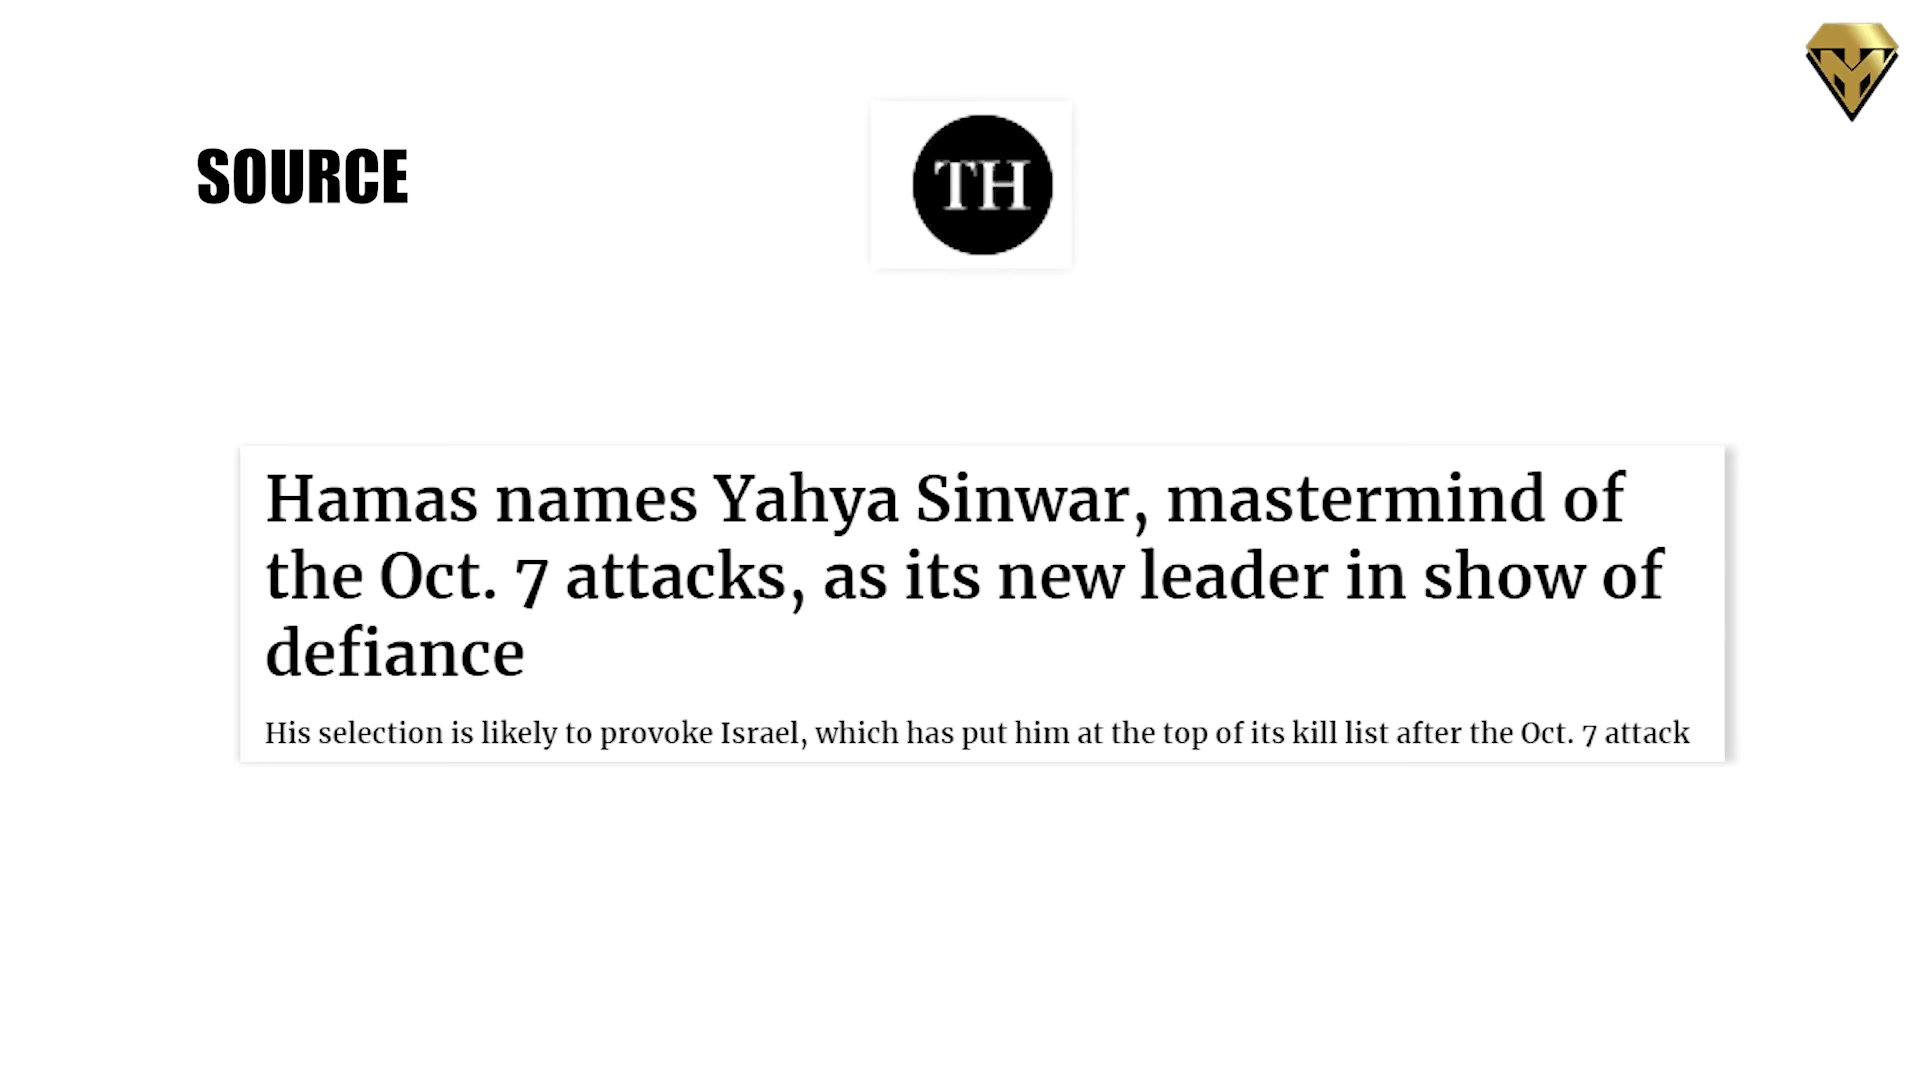 SOURCE
TH
Hamas names Yahya Sinwar, mastermind of
the Oct. 7 attacks, as its new leader in show of
defiance
His selection is likely to provoke Israel, which has put him at the top of its kill list after the Oct. 7 attack